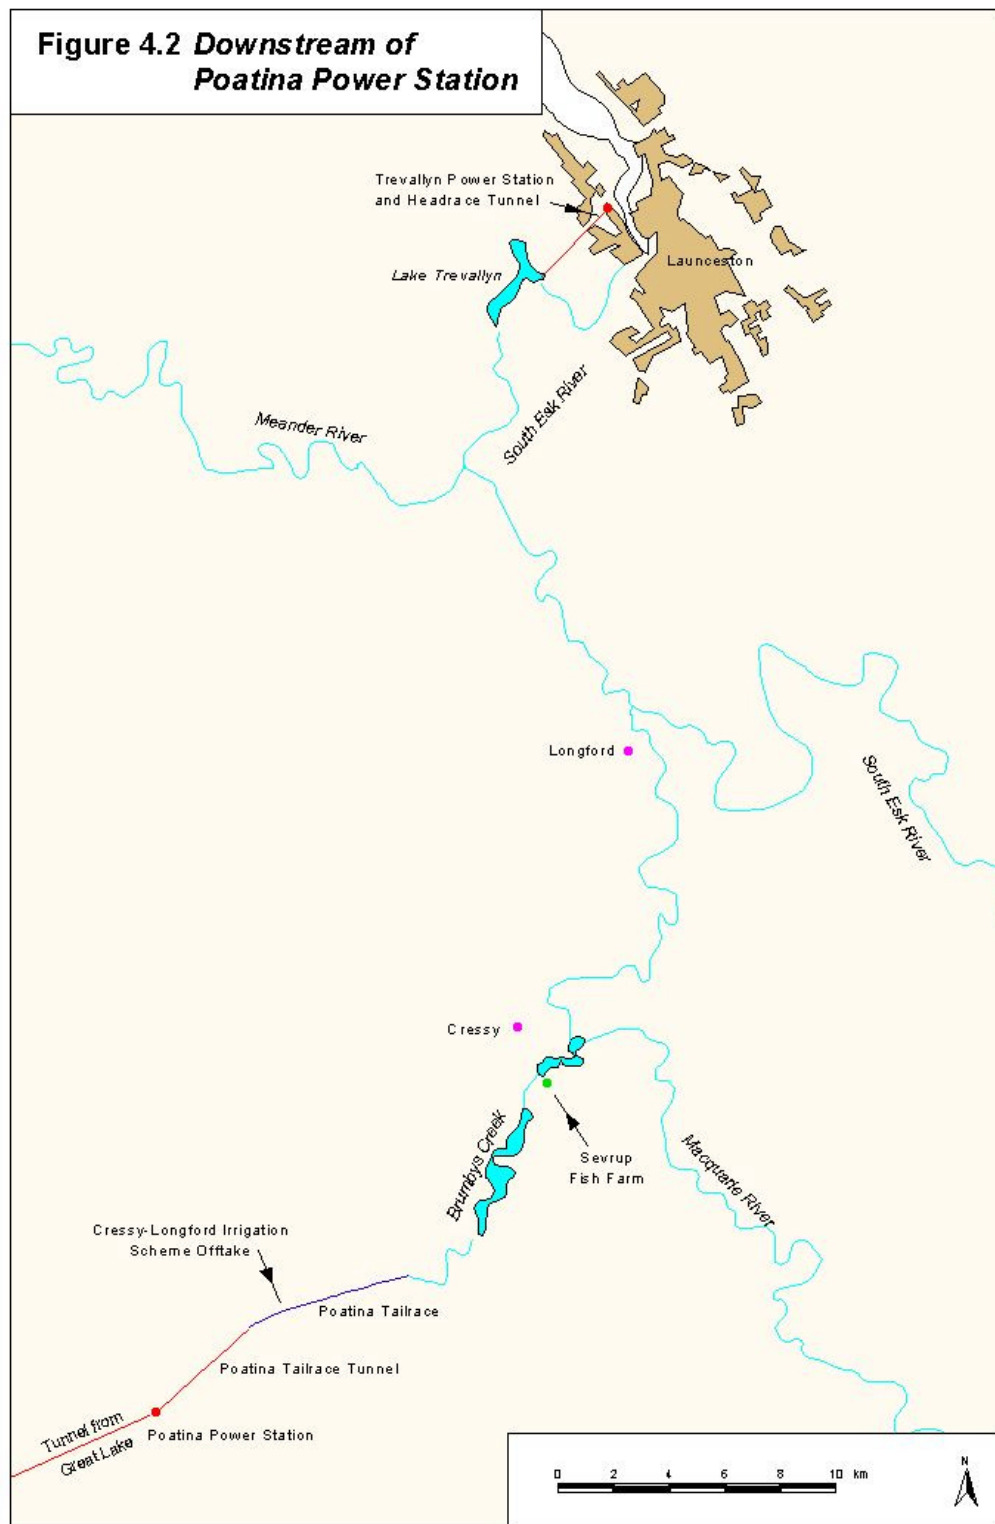 Figure 4.2 Downstream of
Poatina Power Station
Trevallyn Power Station
and Headrace Tunnel
Launceston
Lake Trevallyn
South Esk River
Meander River
Longford
South Esk River
Cressy
Sevrup
Fish Farm
Brumbys Creek
Macquarie River
Cressy-Longford Irrigation
Scheme Offtake
Poatina Tailrace
Poatina Tailrace Tunnel
Tunnel from
Great Lake
Poatina Power Station
0 2 4 6 8 10 km
N